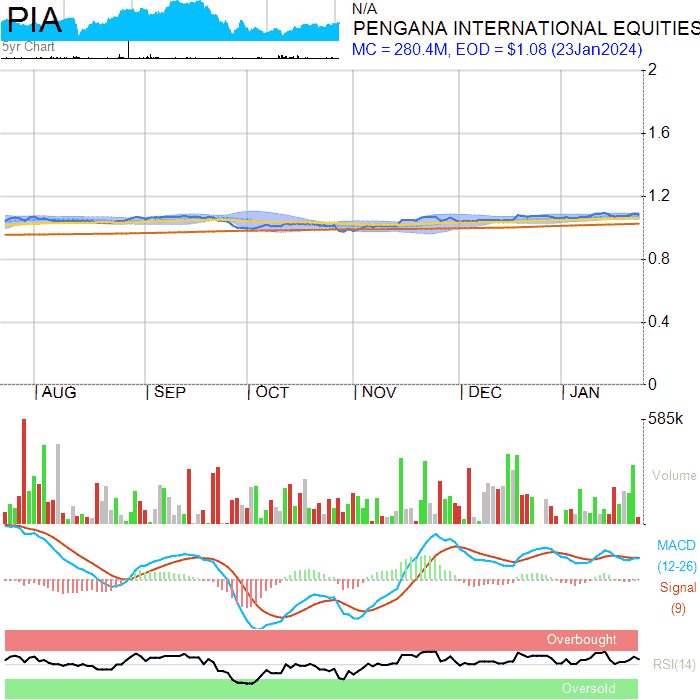 PIA
5yr Chart
N/A
PENGANA INTERNATIONAL EQUITIES
MC = 280.4M, EOD = $1.08 (23Jan2024)
2
1.6
1.2
0.8
0.4
0
AUG
SEP
OCT
NOV
DEC
JAN
585k
Volume
MACD
(12-26)
Signal
(9)
Overbought
RSI(14)
Oversold